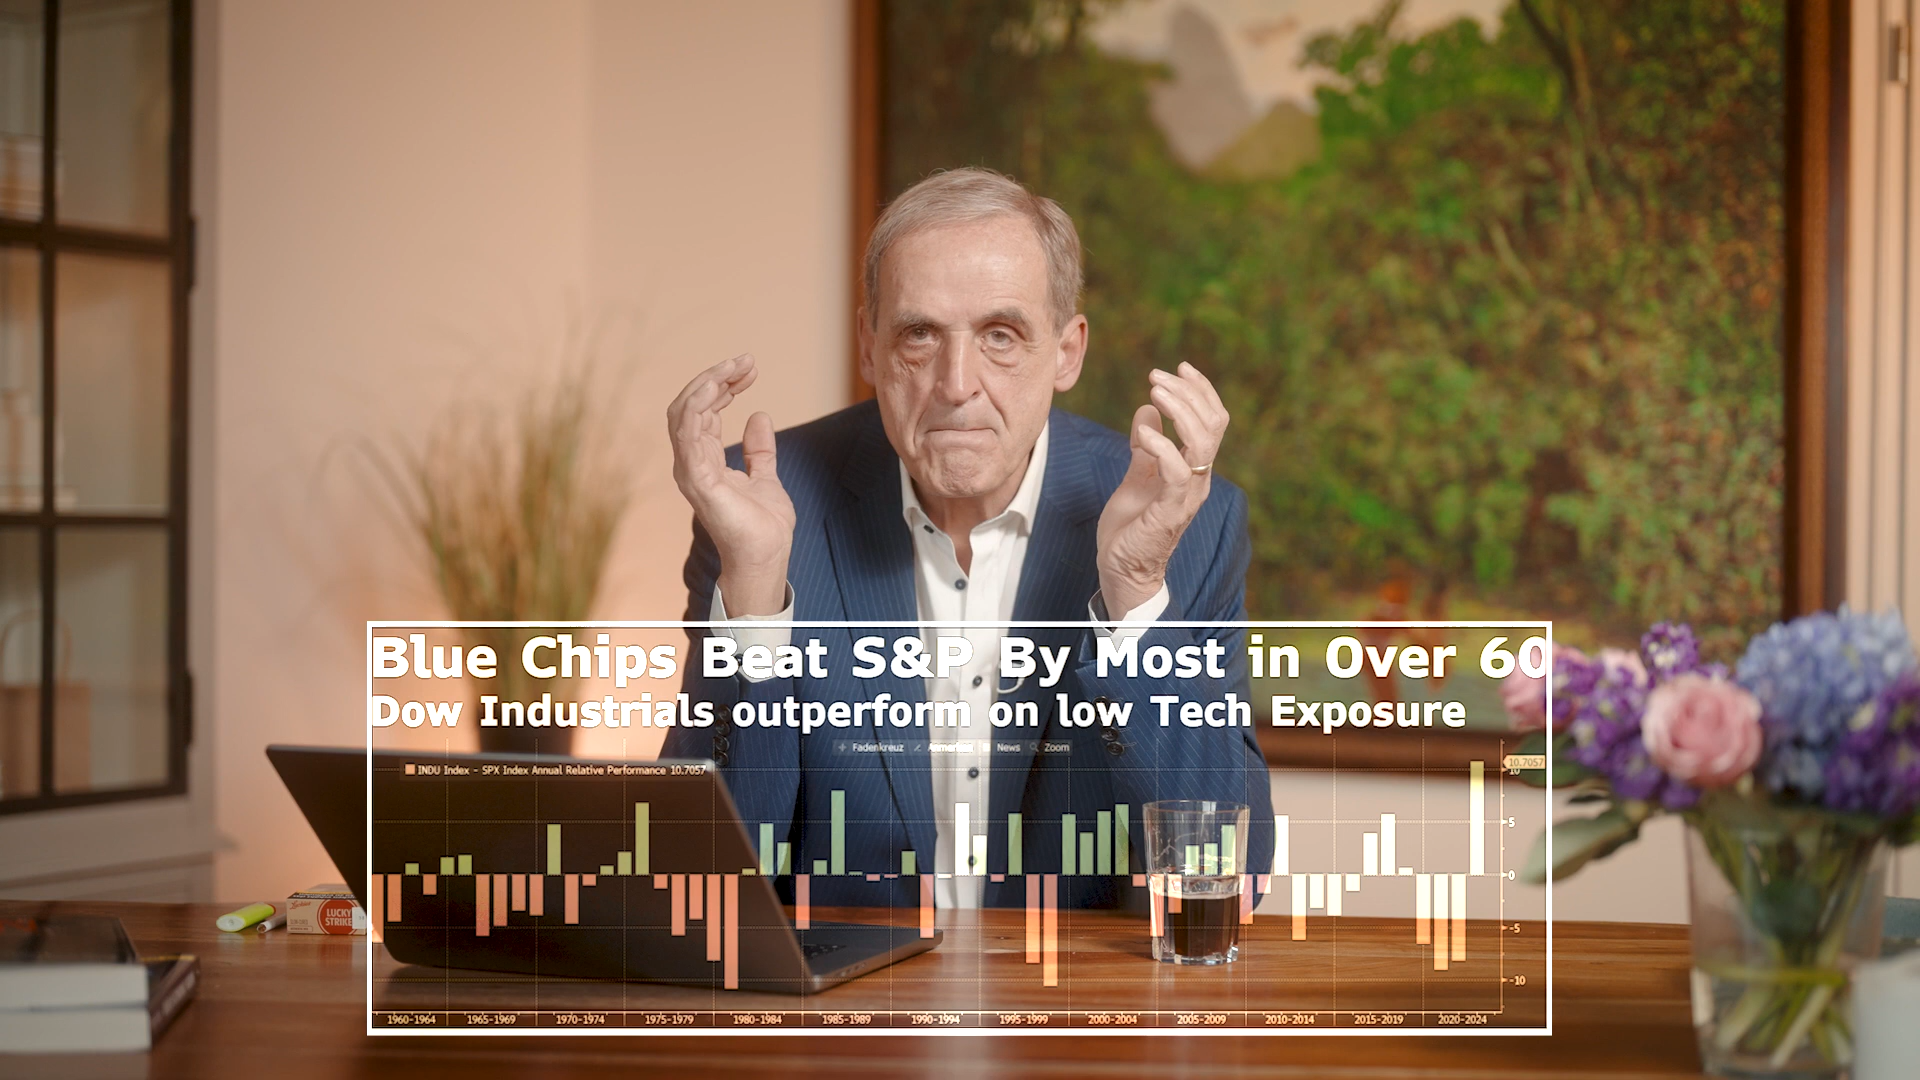 Blue Chips Beat S&P By Most in Over 60
Dow Industrials outperform on low Tech Exposure
Fadenkreuz News Zoom
INDU Index - SPX Index Annual Relative Performance 10.7057
10.7057
10
5
0
-5
-10
LUCKY
STRIKE
1960-1964 1965-1969 1970-1974 1975-1979 1980-1984 1985-1989 1990-1994 1995-1999 2000-2004 2005-2009 2010-2014 2015-2019 2020-2024